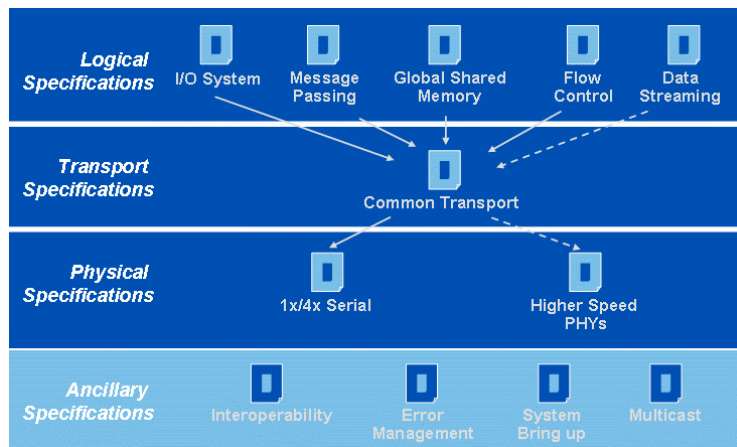 Logical
Specifications
I/O System
Message
Passing
Global Shared
Memory
Flow
Control
Data
Streaming
Transport
Specifications
Common Transport
Physical
Specifications
1x/4x Serial
Higher Speed
PHYs
Ancillary
Specifications
Interoperability
Error
Management
System
Bring up
Multicast